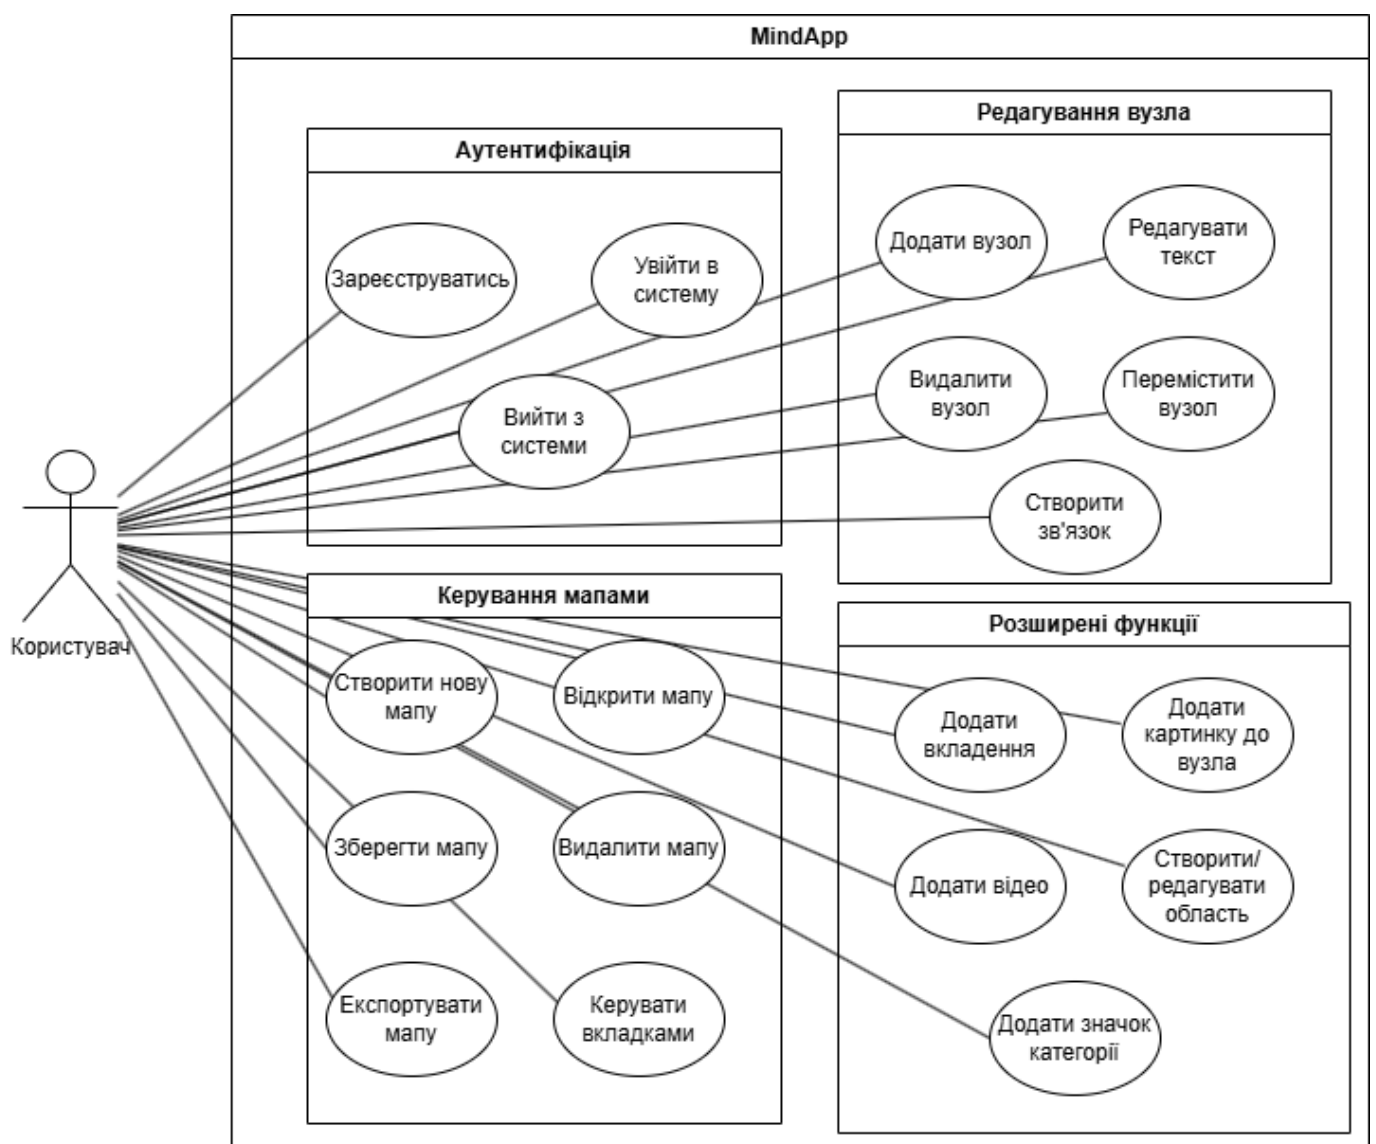 MindApp
Аутентифікація
Зареєструватись
Увійти в
систему
Вийти з
системи
Редагування вузла
Додати вузол
Редагувати
текст
Видалити
вузол
Перемістити
вузол
Створити
зв'язок
Користувач
Керування мапами
Створити нову
мапу
Відкрити мапу
Зберегти мапу
Видалити мапу
Експортувати
мапу
Керувати
вкладками
Розширені функції
Додати
вкладення
Додати
картинку до
вузла
Додати відео
Створити/
редагувати
область
Додати значок
категорії